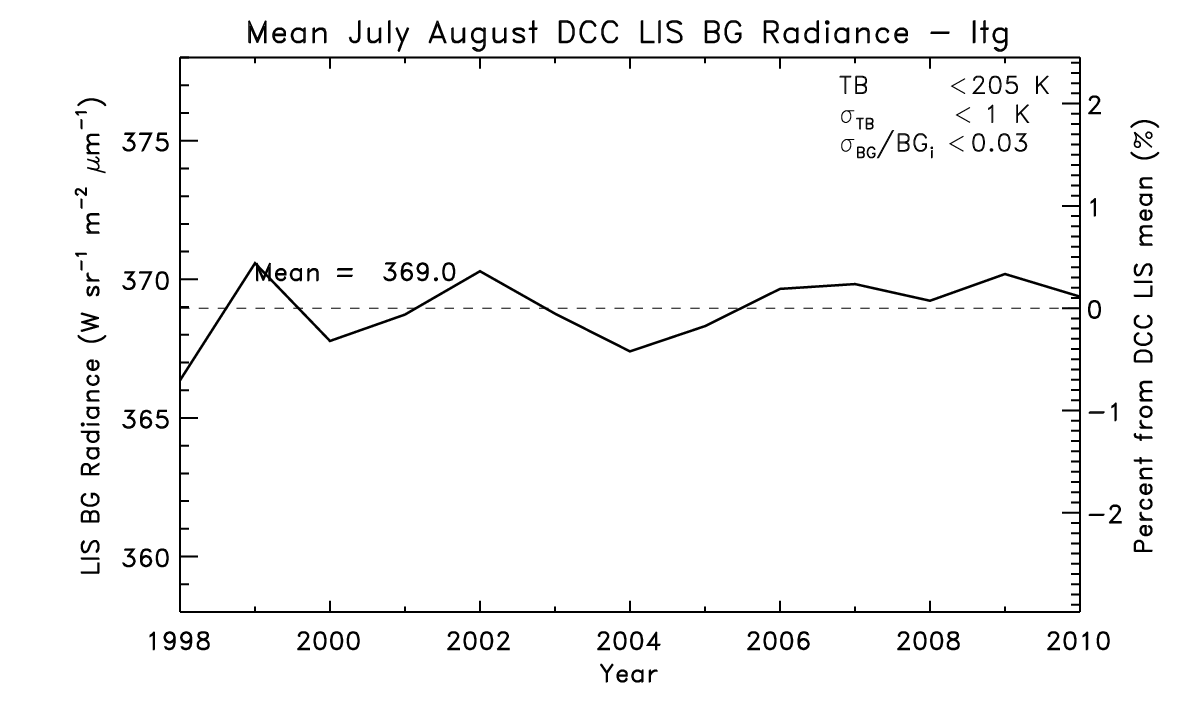 Mean July August DCC LIS BG Radiance – ltg
TB <205 K
σTB < 1 K
σBG/BGi <0.03
LIS BG Radiance (W sr⁻¹ m⁻² μm⁻¹)
375
370
365
360
Mean = 369.0
2
1
0
−1
−2
Percent from DCC LIS mean (%)
1998 2000 2002 2004 2006 2008 2010
Year